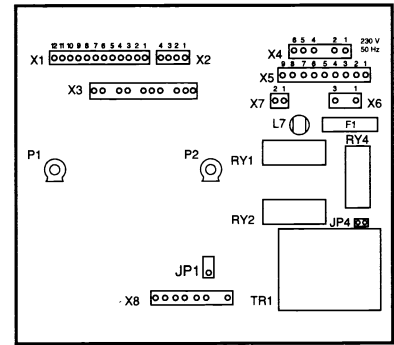 12 11 10 9 8 7 6 5 4 3 2 1
4 3 2 1
X1
X2
6 5 4 2 1
230 V
50 Hz
X4
9 8 7 6 5 4 3 2 1
X5
X3
2 1
3 1
X7
X6
L7
F1
P1
P2
RY1
RY4
RY2
JP4
JP1
X8
TR1